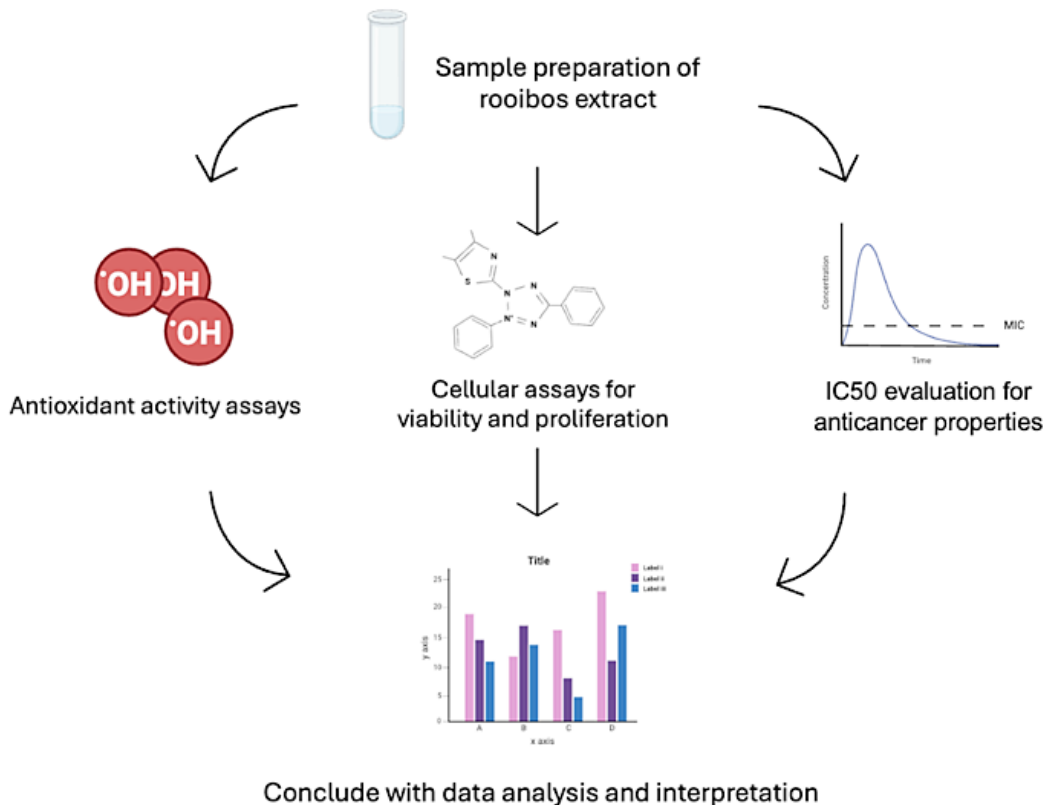 Sample preparation of
rooibos extract
•OH
OH
•OH
S
N
N
N
N+
N
Concentration
MIC
Time
Antioxidant activity assays
Cellular assays for
viability and proliferation
IC50 evaluation for
anticancer properties
Title
Label i
Label ii
Label iii
y axis
25
20
15
10
5
0
A B C D
x axis
Conclude with data analysis and interpretation